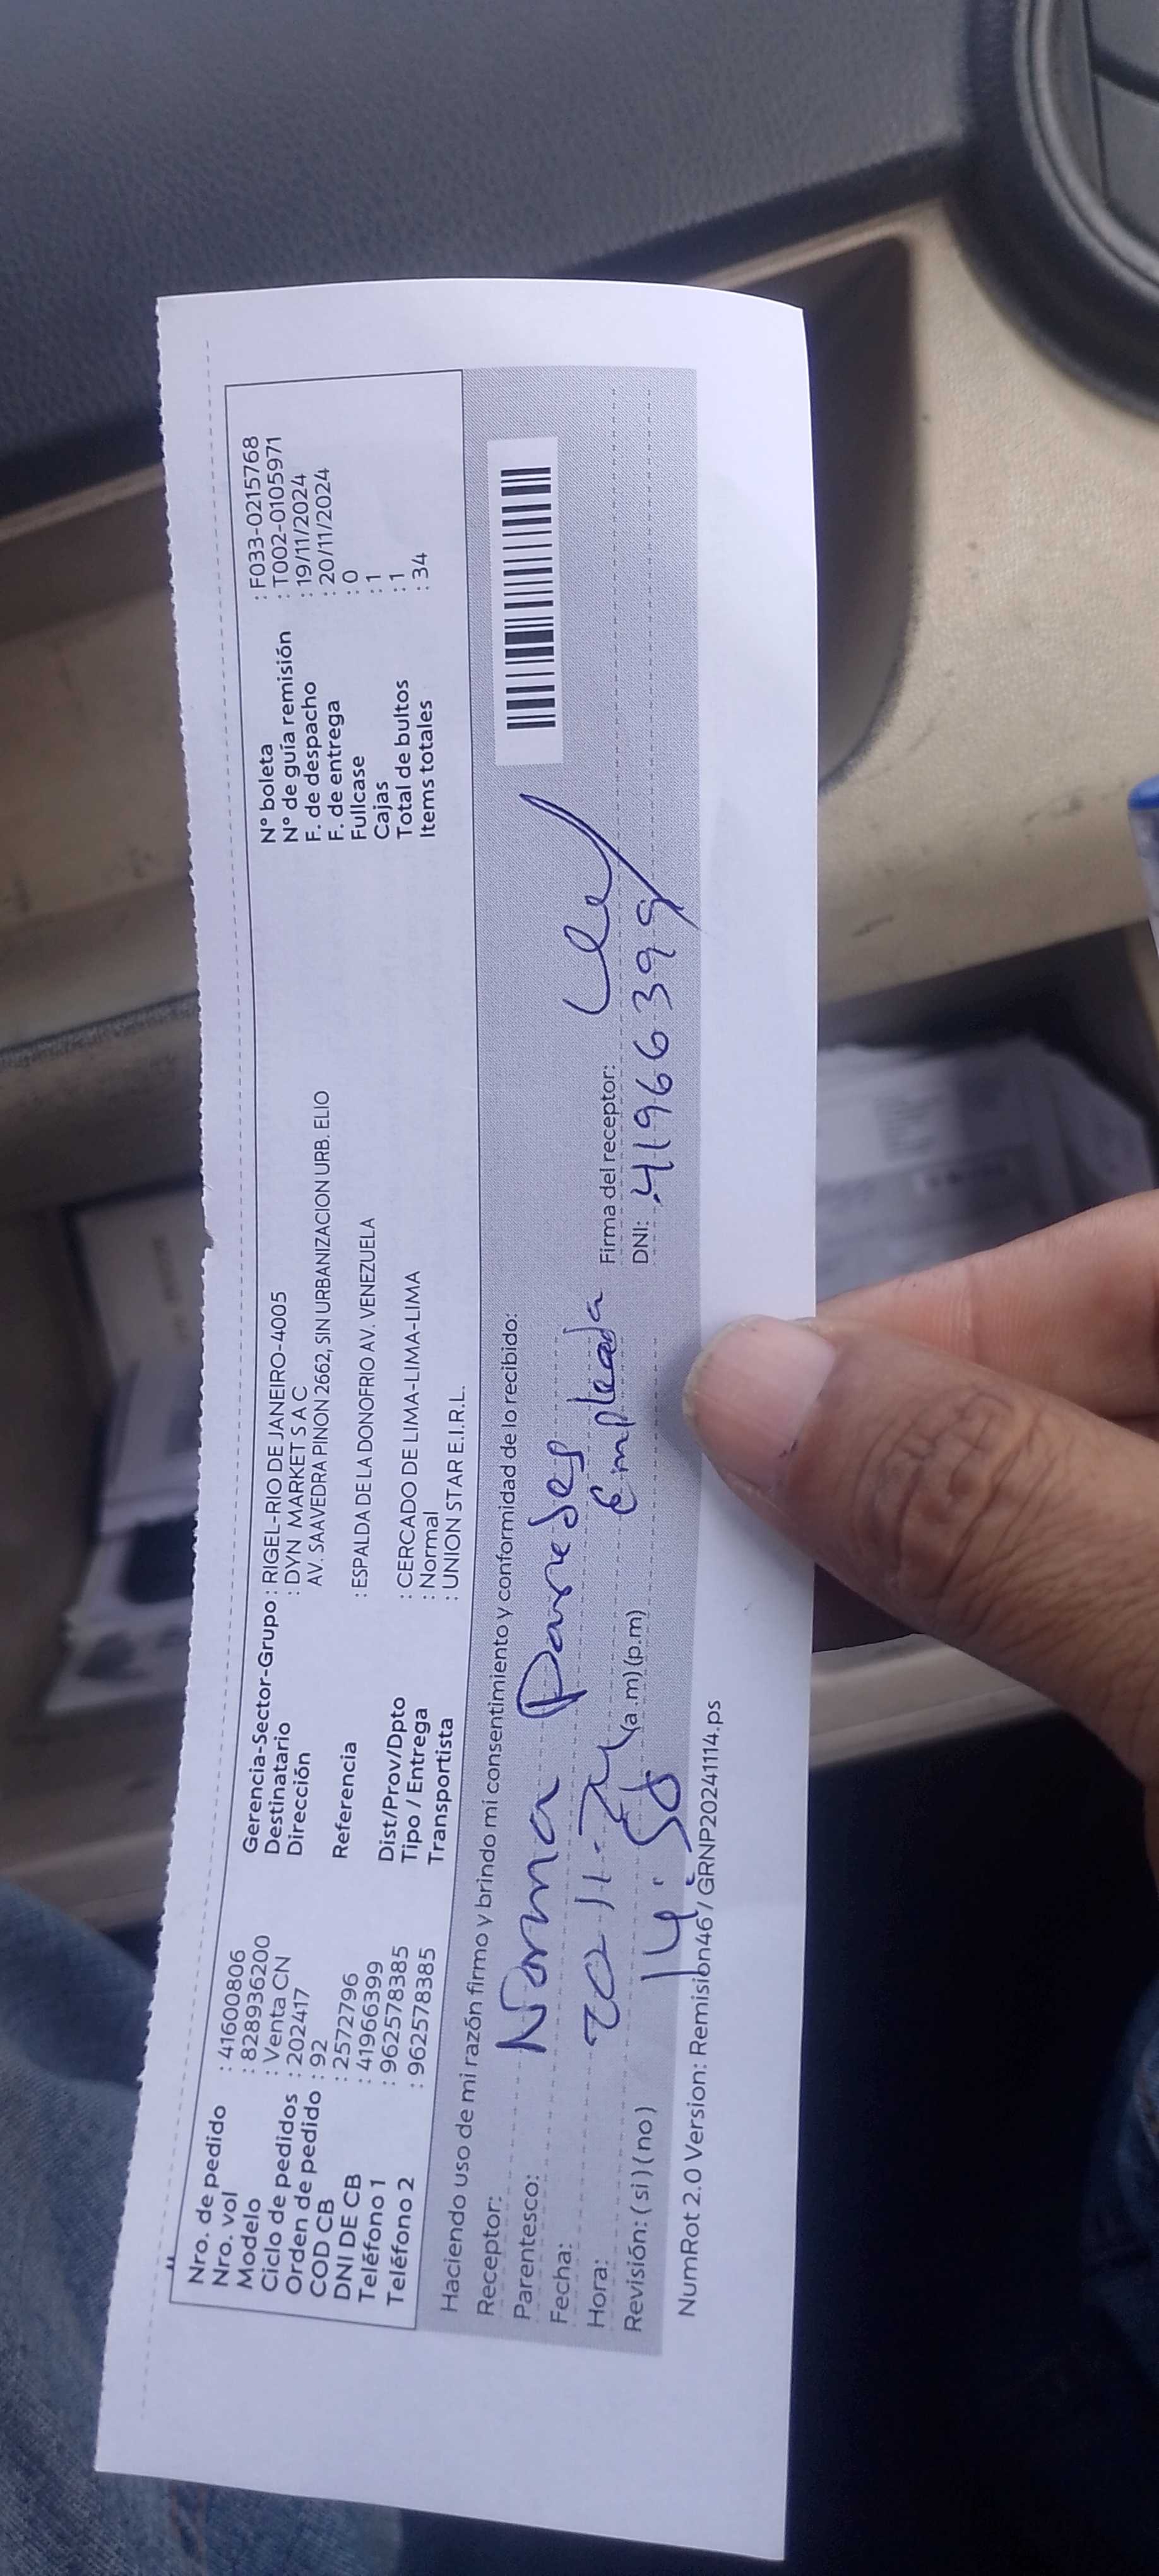 Nro. de pedido : 41600806
Nro. vol : 828936200
Modelo : Venta CN
Ciclo de pedidos : 202417
Orden de pedido : 92
COD CB : 2572796
DNI DE CB : 41966399
Teléfono 1 : 962578385
Teléfono 2 : 962578385
Gerencia-Sector-Grupo : RIGEL-RIO DE JANEIRO-4005
Destinatario : DYN MARKET S A C
Dirección AV. SAAVEDRA PINON 2662, SIN URBANIZACION URB. ELIO
Referencia : ESPALDA DE LA DONOFRIO AV. VENEZUELA
Dist/Prov/Dpto : CERCADO DE LIMA-LIMA-LIMA
Tipo / Entrega : Normal
Transportista : UNION STAR E.I.R.L.
N° boleta : F033-0215768
N° de guía remisión : T002-0105971
F. de despacho : 19/11/2024
F. de entrega : 20/11/2024
Fullcase : 0
Cajas : 1
Total de bultos : 1
Items totales : 34
Haciendo uso de mi razón firmo y brindo mi consentimiento y conformidad de lo recibido:
Receptor: Norma Paredes
Parentesco: Empleada
Fecha: 20 11-24
Hora: 14:50 (a.m) (p.m)
Revisión: ( si ) ( no )
Firma del receptor:
DNI: 41966399
NumRot 2.0 Version: Remision46 / GRNP20241114.ps